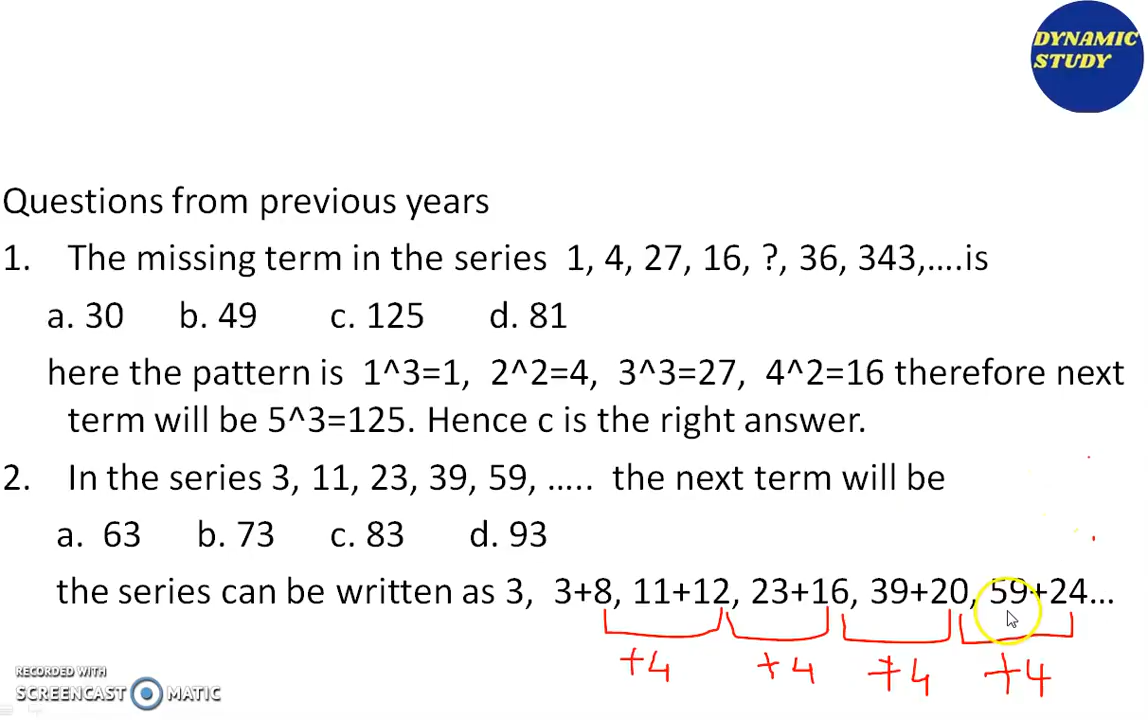 DYNAMIC
STUDY
Questions from previous years
1. The missing term in the series 1, 4, 27, 16, ?, 36, 343,….is
a. 30 b. 49 c. 125 d. 81
here the pattern is 1^3=1, 2^2=4, 3^3=27, 4^2=16 therefore next
term will be 5^3=125. Hence c is the right answer.
2. In the series 3, 11, 23, 39, 59, ….. the next term will be
a. 63 b. 73 c. 83 d. 93
the series can be written as 3, 3+8, 11+12, 23+16, 39+20, 59+24…
+4 +4 +4 +4
RECORDED WITH
SCREENCAST MATIC